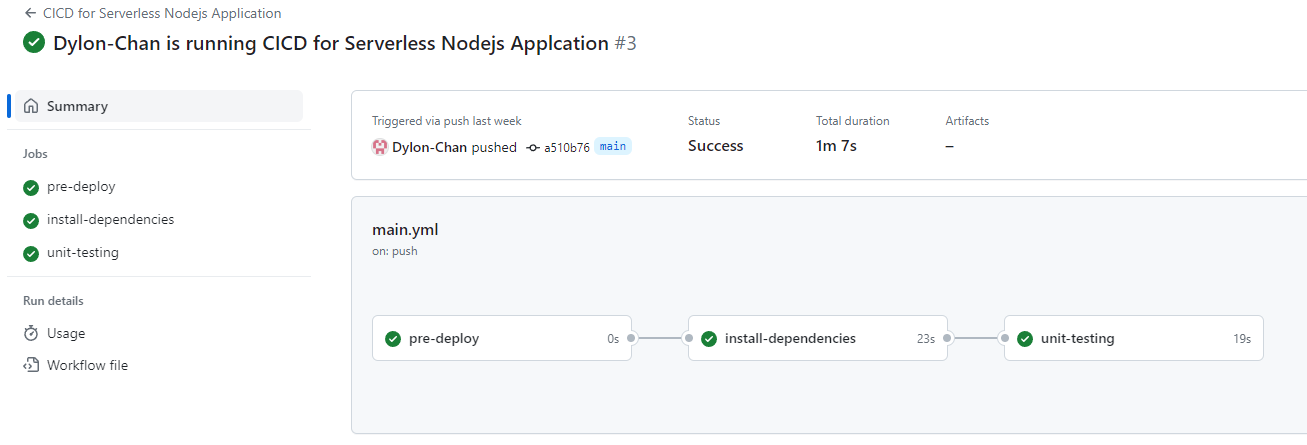 CICD for Serverless Nodejs Application
Dylon-Chan is running CICD for Serverless Nodejs Applcation #3
Summary
Jobs
pre-deploy
install-dependencies
unit-testing
Run details
Usage
Workflow file
Triggered via push last week
Dylon-Chan pushed a510b76 main
Status
Success
Total duration
1m 7s
Artifacts
–
main.yml
on: push
pre-deploy 0s
install-dependencies 23s
unit-testing 19s